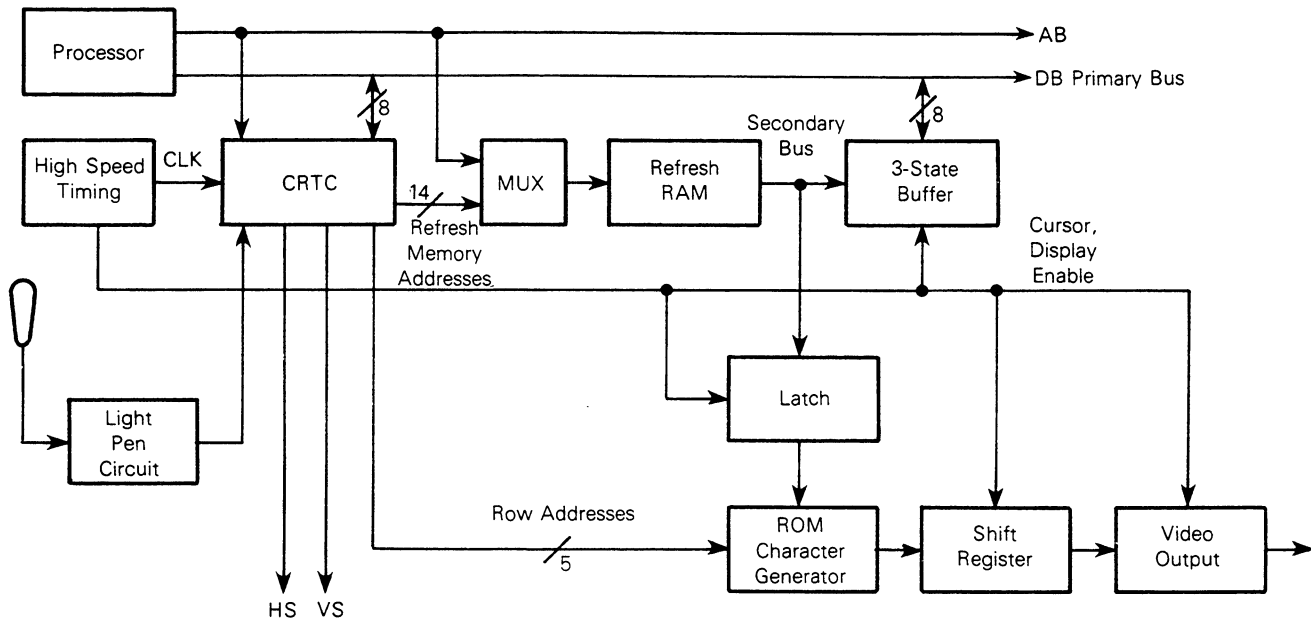 Processor
AB
DB Primary Bus
8
8
High Speed
Timing
CLK
CRTC
14
Refresh
Memory
Addresses
MUX
Refresh
RAM
Secondary
Bus
3-State
Buffer
Cursor,
Display
Enable
Light
Pen
Circuit
Latch
Row Addresses
5
ROM
Character
Generator
Shift
Register
Video
Output
HS
VS